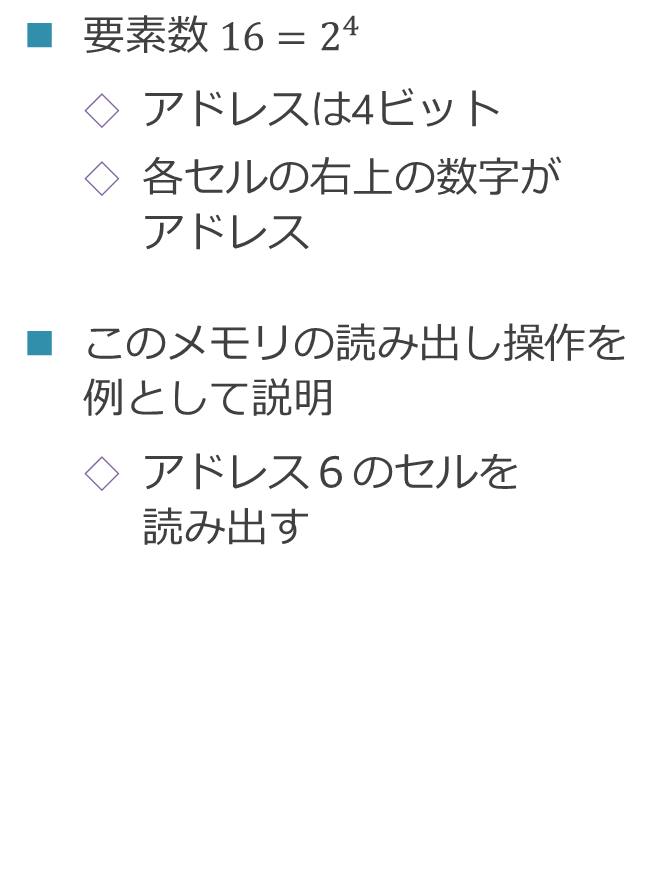 ■ 要素数 16 = 2⁴
◇ アドレスは4ビット
◇ 各セルの右上の数字が
アドレス
■ このメモリの読み出し操作を
例として説明
◇ アドレス６のセルを
読み出す